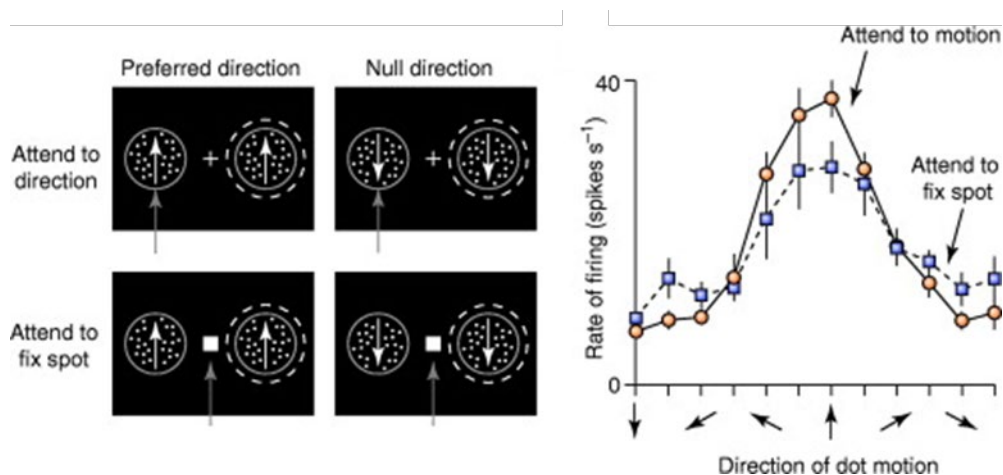 Preferred direction
Null direction
Attend to
direction
Attend to
fix spot
Attend to motion
Attend to
fix spot
40
Rate of firing (spikes s⁻¹)
0
Direction of dot motion